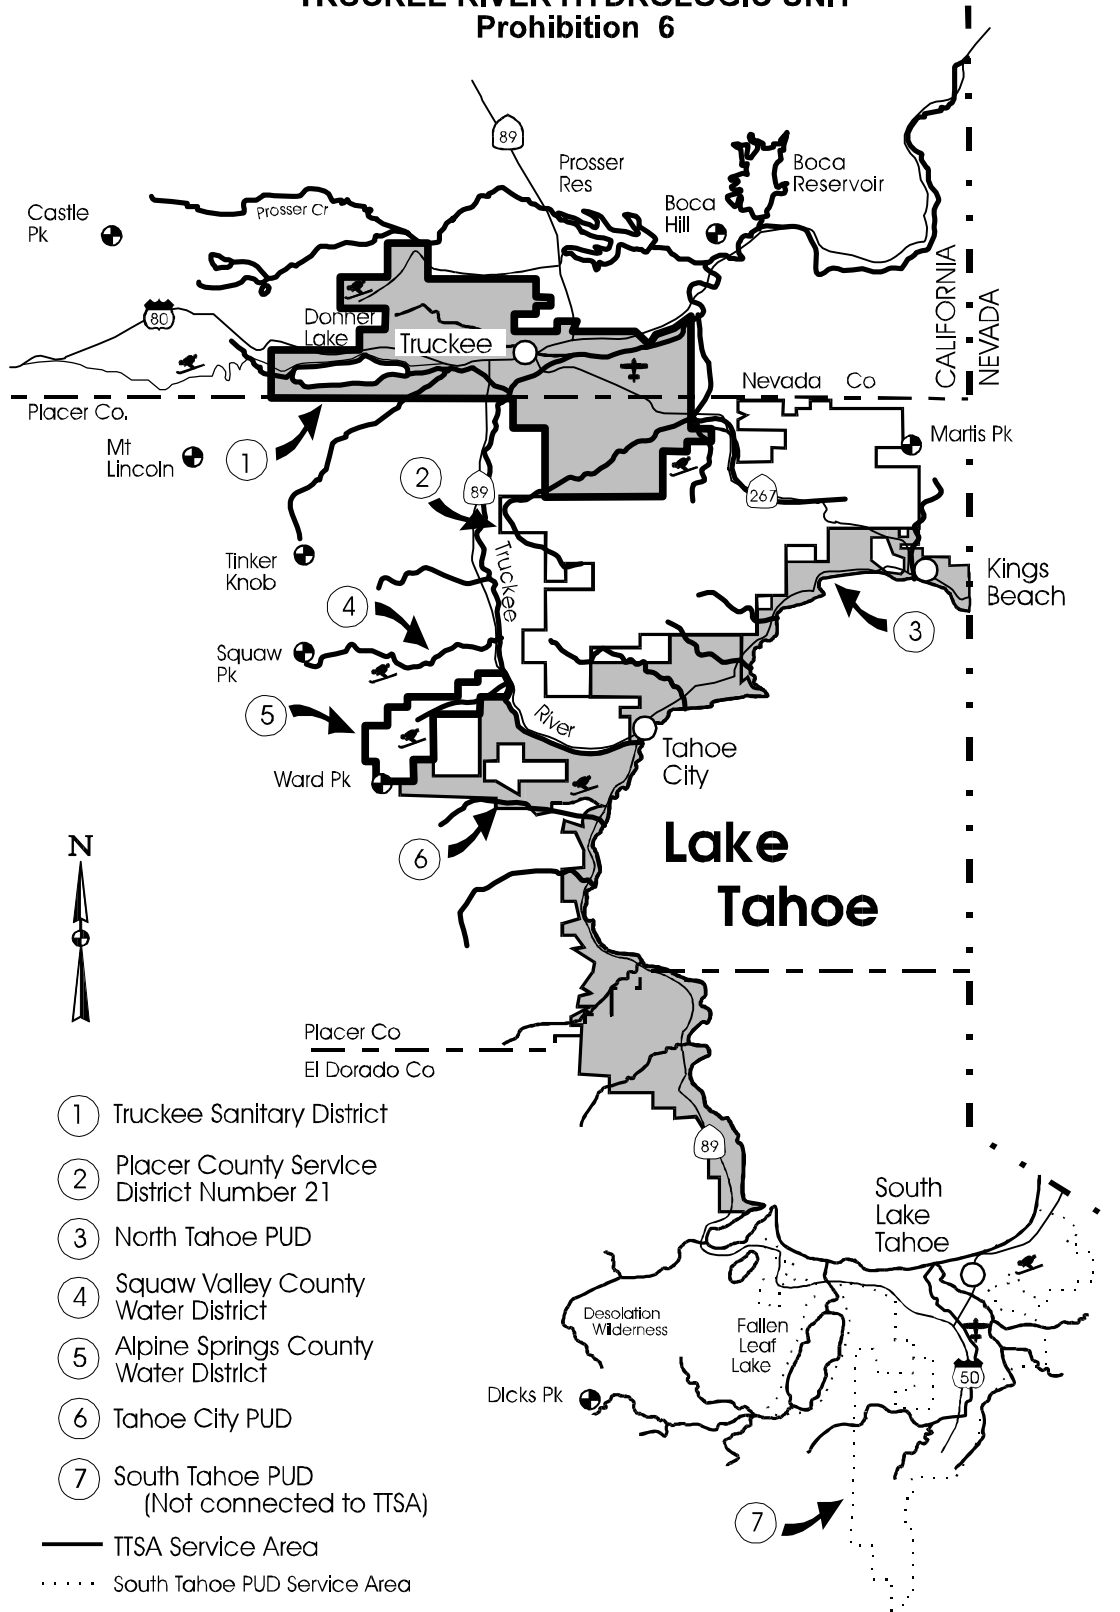 TRUCKEE RIVER HYDROLOGIC UNIT
Prohibition 6
89
Prosser
Res
Boca
Reservoir
Boca
Hill
Castle
Pk
Prosser Cr
80
Donner
Lake
Truckee
CALIFORNIA
NEVADA
Nevada Co
Placer Co.
Mt
Lincoln
1
2
89
267
Martis Pk
Tinker
Knob
Truckee
Kings
Beach
4
3
Squaw
Pk
5
River
Tahoe
City
Ward Pk
6
Lake
Tahoe
N
Placer Co
El Dorado Co
89
1 Truckee Sanitary District
2 Placer County Service
District Number 21
3 North Tahoe PUD
4 Squaw Valley County
Water District
5 Alpine Springs County
Water District
6 Tahoe City PUD
7 South Tahoe PUD
(Not connected to TTSA)
TTSA Service Area
South Tahoe PUD Service Area
South
Lake
Tahoe
Desolation
Wilderness
Fallen
Leaf
Lake
50
Dicks Pk
7